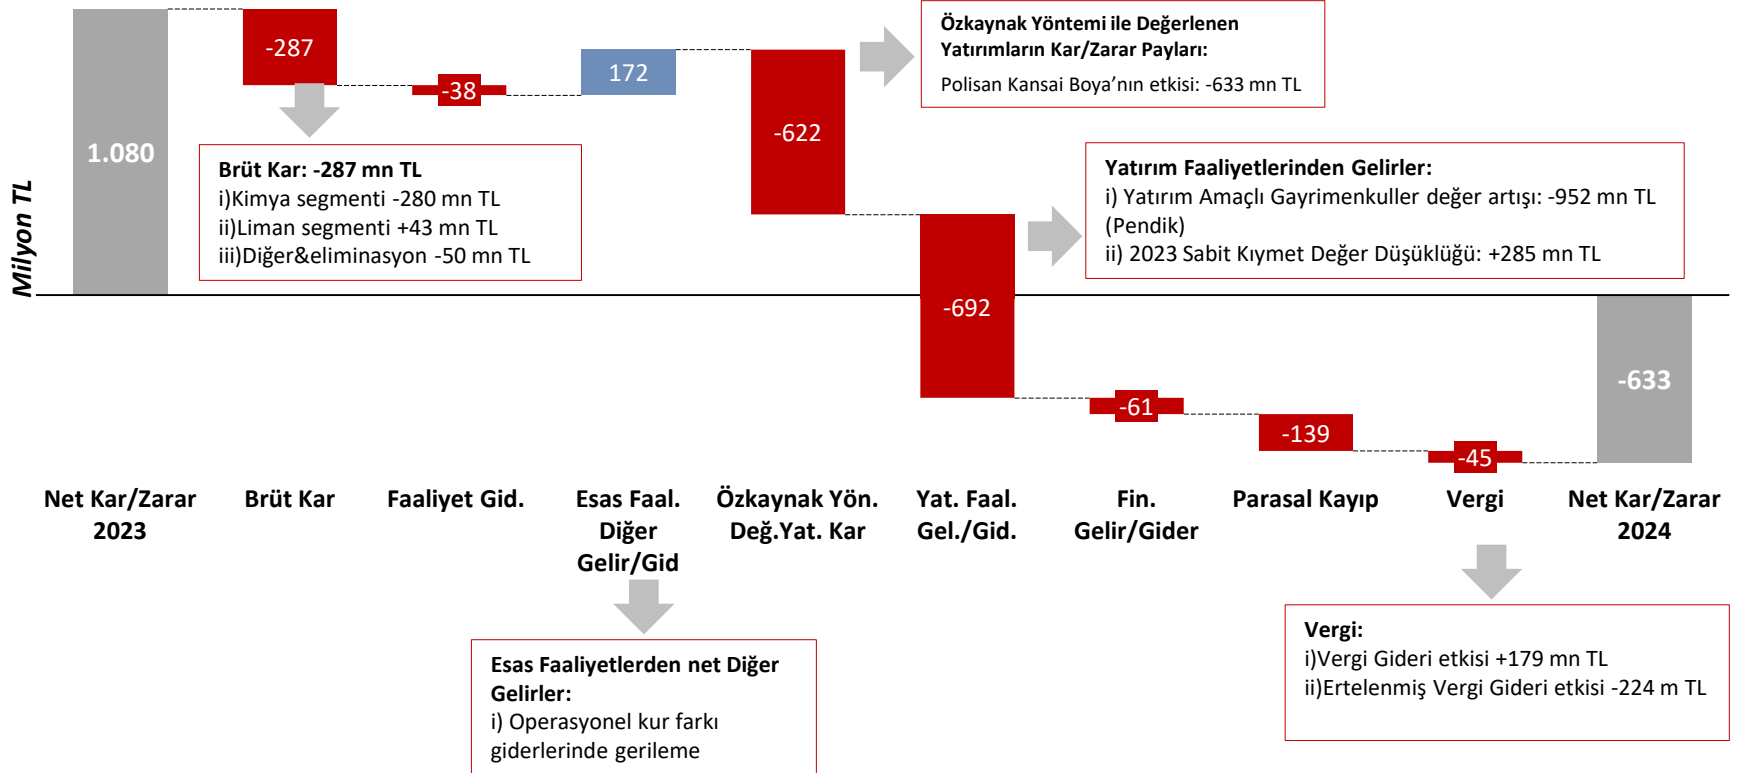 Özkaynak Yöntemi ile Değerlenen
Yatırımların Kar/Zarar Payları:
Polisan Kansai Boya’nın etkisi: -633 mn TL
-287
-38
172
-622
1.080
Brüt Kar: -287 mn TL
i)Kimya segmenti -280 mn TL
ii)Liman segmenti +43 mn TL
iii)Diğer&eliminasyon -50 mn TL
Yatırım Faaliyetlerinden Gelirler:
i) Yatırım Amaçlı Gayrimenkuller değer artışı: -952 mn TL
(Pendik)
ii) 2023 Sabit Kıymet Değer Düşüklüğü: +285 mn TL
Milyon TL
-692
-633
-61
-139
-45
Net Kar/Zarar
2023
Brüt Kar
Faaliyet Gid.
Esas Faal.
Diğer
Gelir/Gid
Özkaynak Yön.
Değ.Yat. Kar
Yat. Faal.
Gel./Gid.
Fin.
Gelir/Gider
Parasal Kayıp
Vergi
Net Kar/Zarar
2024
Esas Faaliyetlerden net Diğer
Gelirler:
i) Operasyonel kur farkı
giderlerinde gerileme
Vergi:
i)Vergi Gideri etkisi +179 mn TL
ii)Ertelenmiş Vergi Gideri etkisi -224 m TL